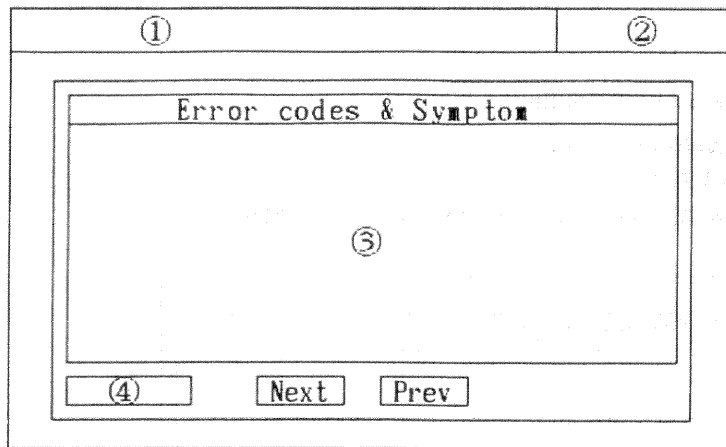 ① ②
Error codes & Symptom
③
④ Next Prev